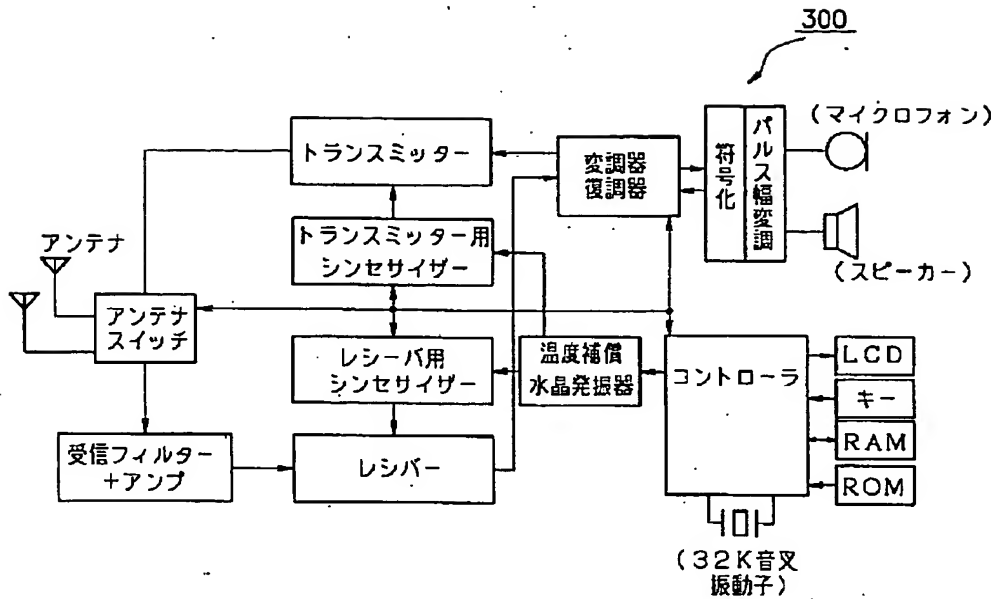 300
(マイクロフォン)
トランスミッター
変調器
復調器
符号化
パルス幅変調
アンテナ
トランスミッター用
シンセサイザー
(スピーカー)
アンテナ
スイッチ
レシーバ用
シンセサイザー
温度補償
水晶発振器
コントローラ
LCD
キー
RAM
ROM
受信フィルター
+アンプ
レシバー
(32K音叉
振動子)